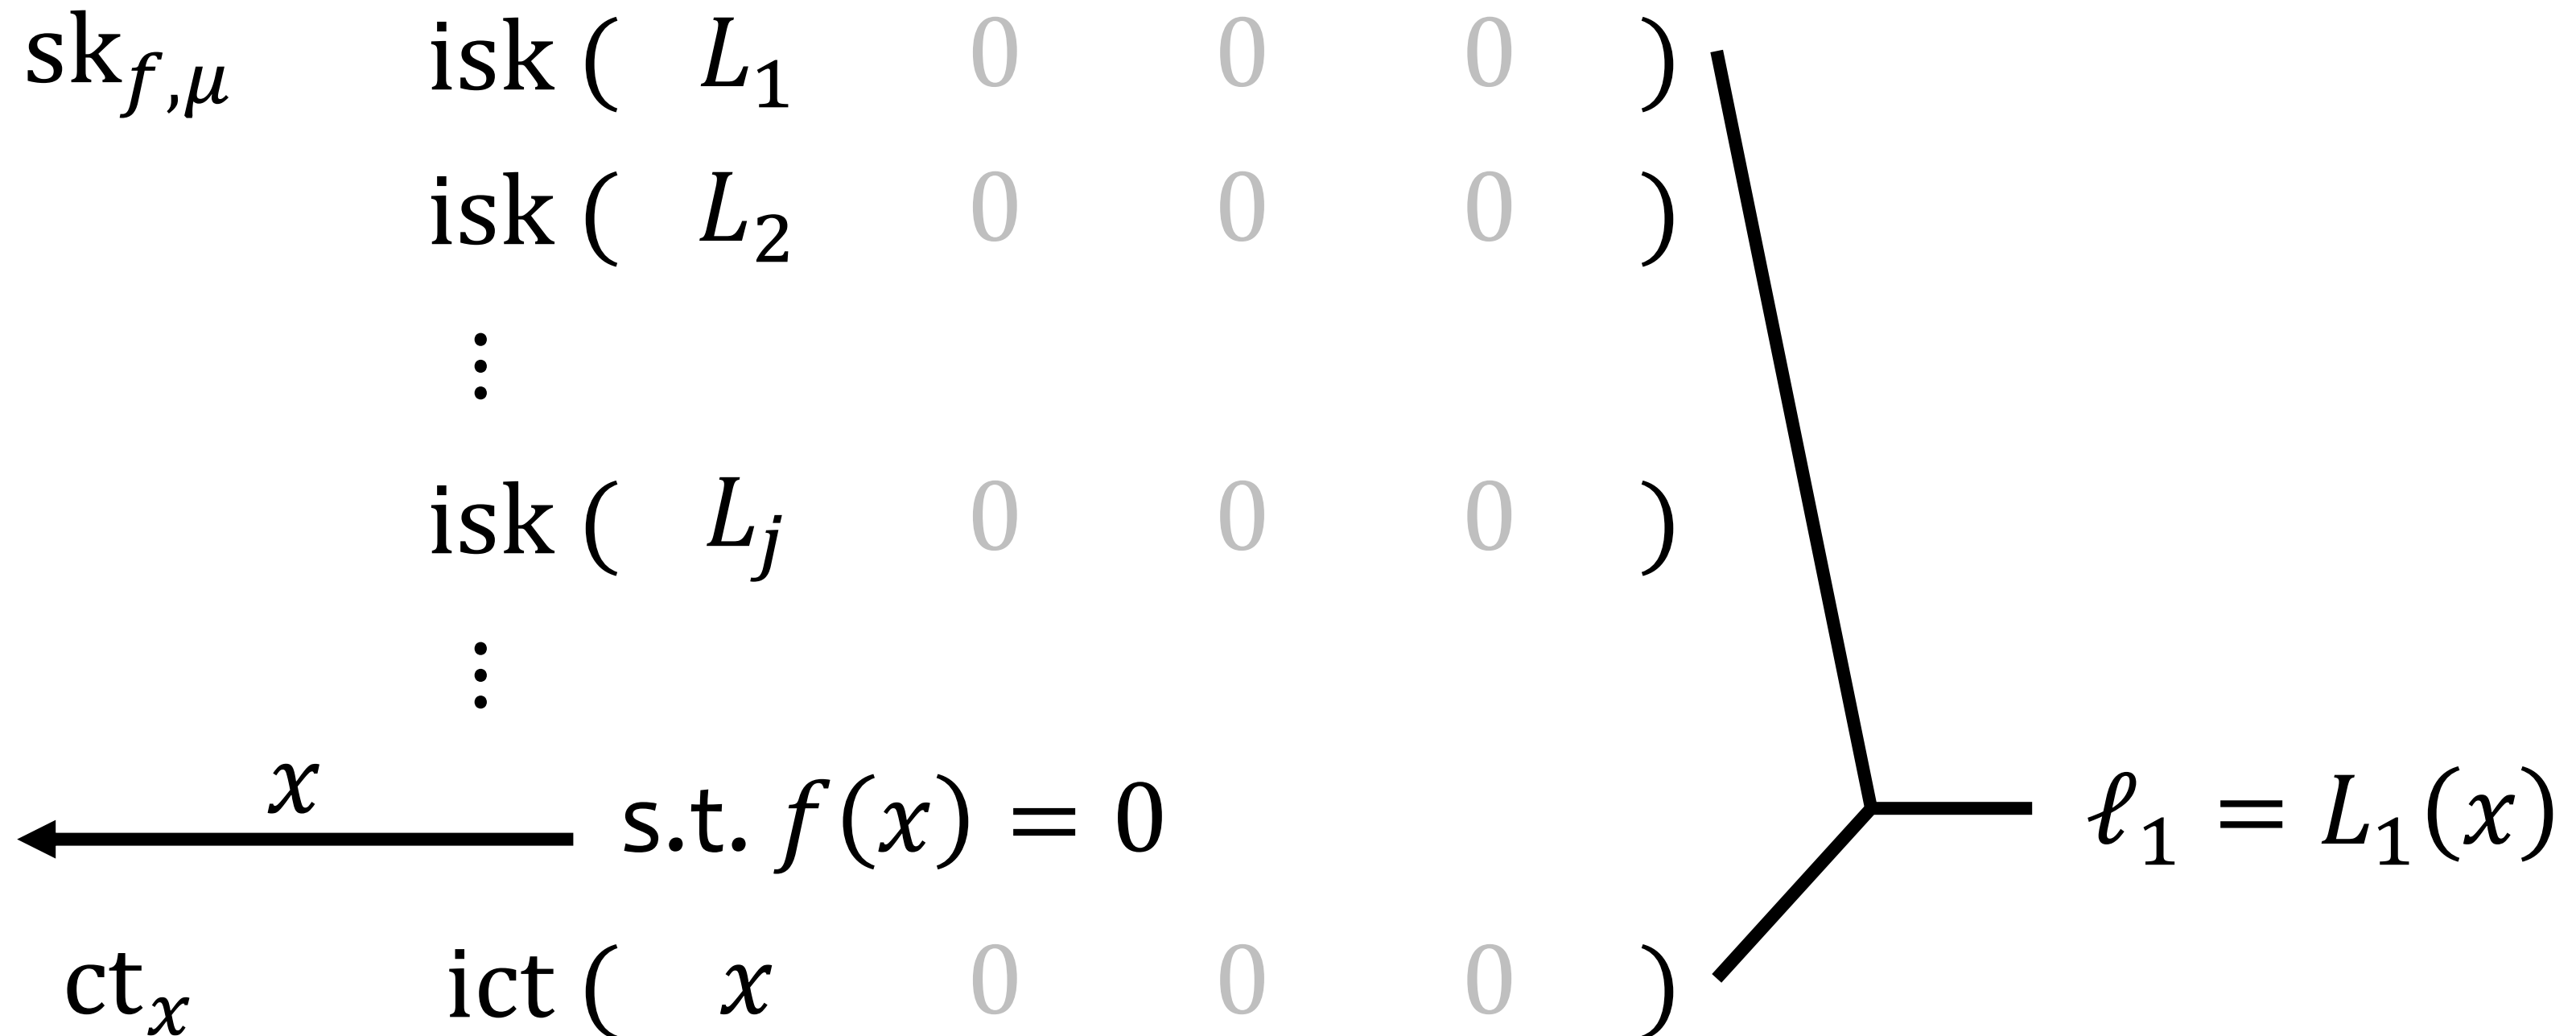 sk_{f,μ} isk ( L_1 0 0 0 )
isk ( L_2 0 0 0 )
⋮
isk ( L_j 0 0 0 )
⋮
x s.t. f(x) = 0 ℓ_1 = L_1(x)
ct_x ict ( x 0 0 0 )